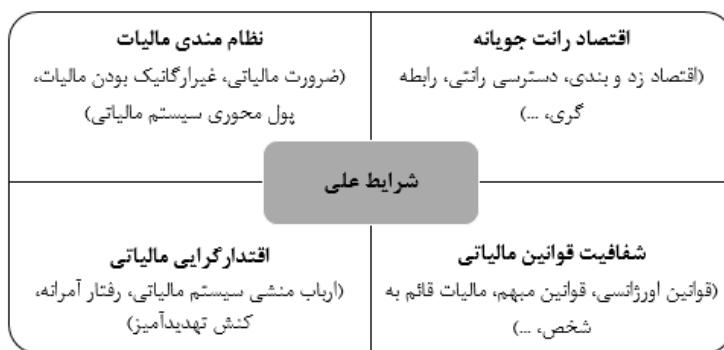 اقتصاد رانت جویانه
(اقتصاد زد و بندی، دسترسی رانتی، رابطه
گری، ...)
نظام مندی مالیات
(ضرورت مالیاتی، غیرارگانیک بودن مالیات،
پول محوری سیستم مالیاتی)
شرایط علی
شفافیت قوانین مالیاتی
(قوانین اورژانسی، قوانین مبهم، مالیات قائم به
شخص، ...)
اقتدارگرایی مالیاتی
(ارباب منشی سیستم مالیاتی، رفتار آمرانه،
کنش تهدیدآمیز)